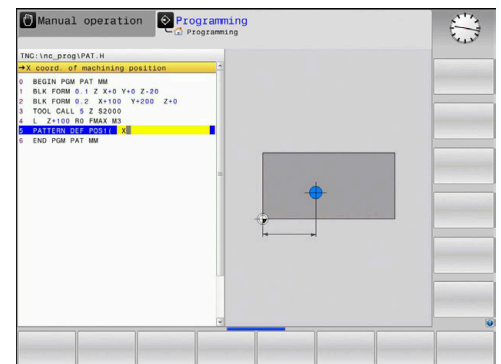 Manual operation
Programming
Programming
TNC:\nc_prog\PAT.H
→X coord. of machining position
0 BEGIN PGM PAT MM
1 BLK FORM 0.1 Z X+0 Y+0 Z-20
2 BLK FORM 0.2 X+100 Y+200 Z+0
3 TOOL CALL 5 Z S2000
4 L Z+100 R0 FMAX M3
5 PATTERN DEF POS1( X
6 END PGM PAT MM